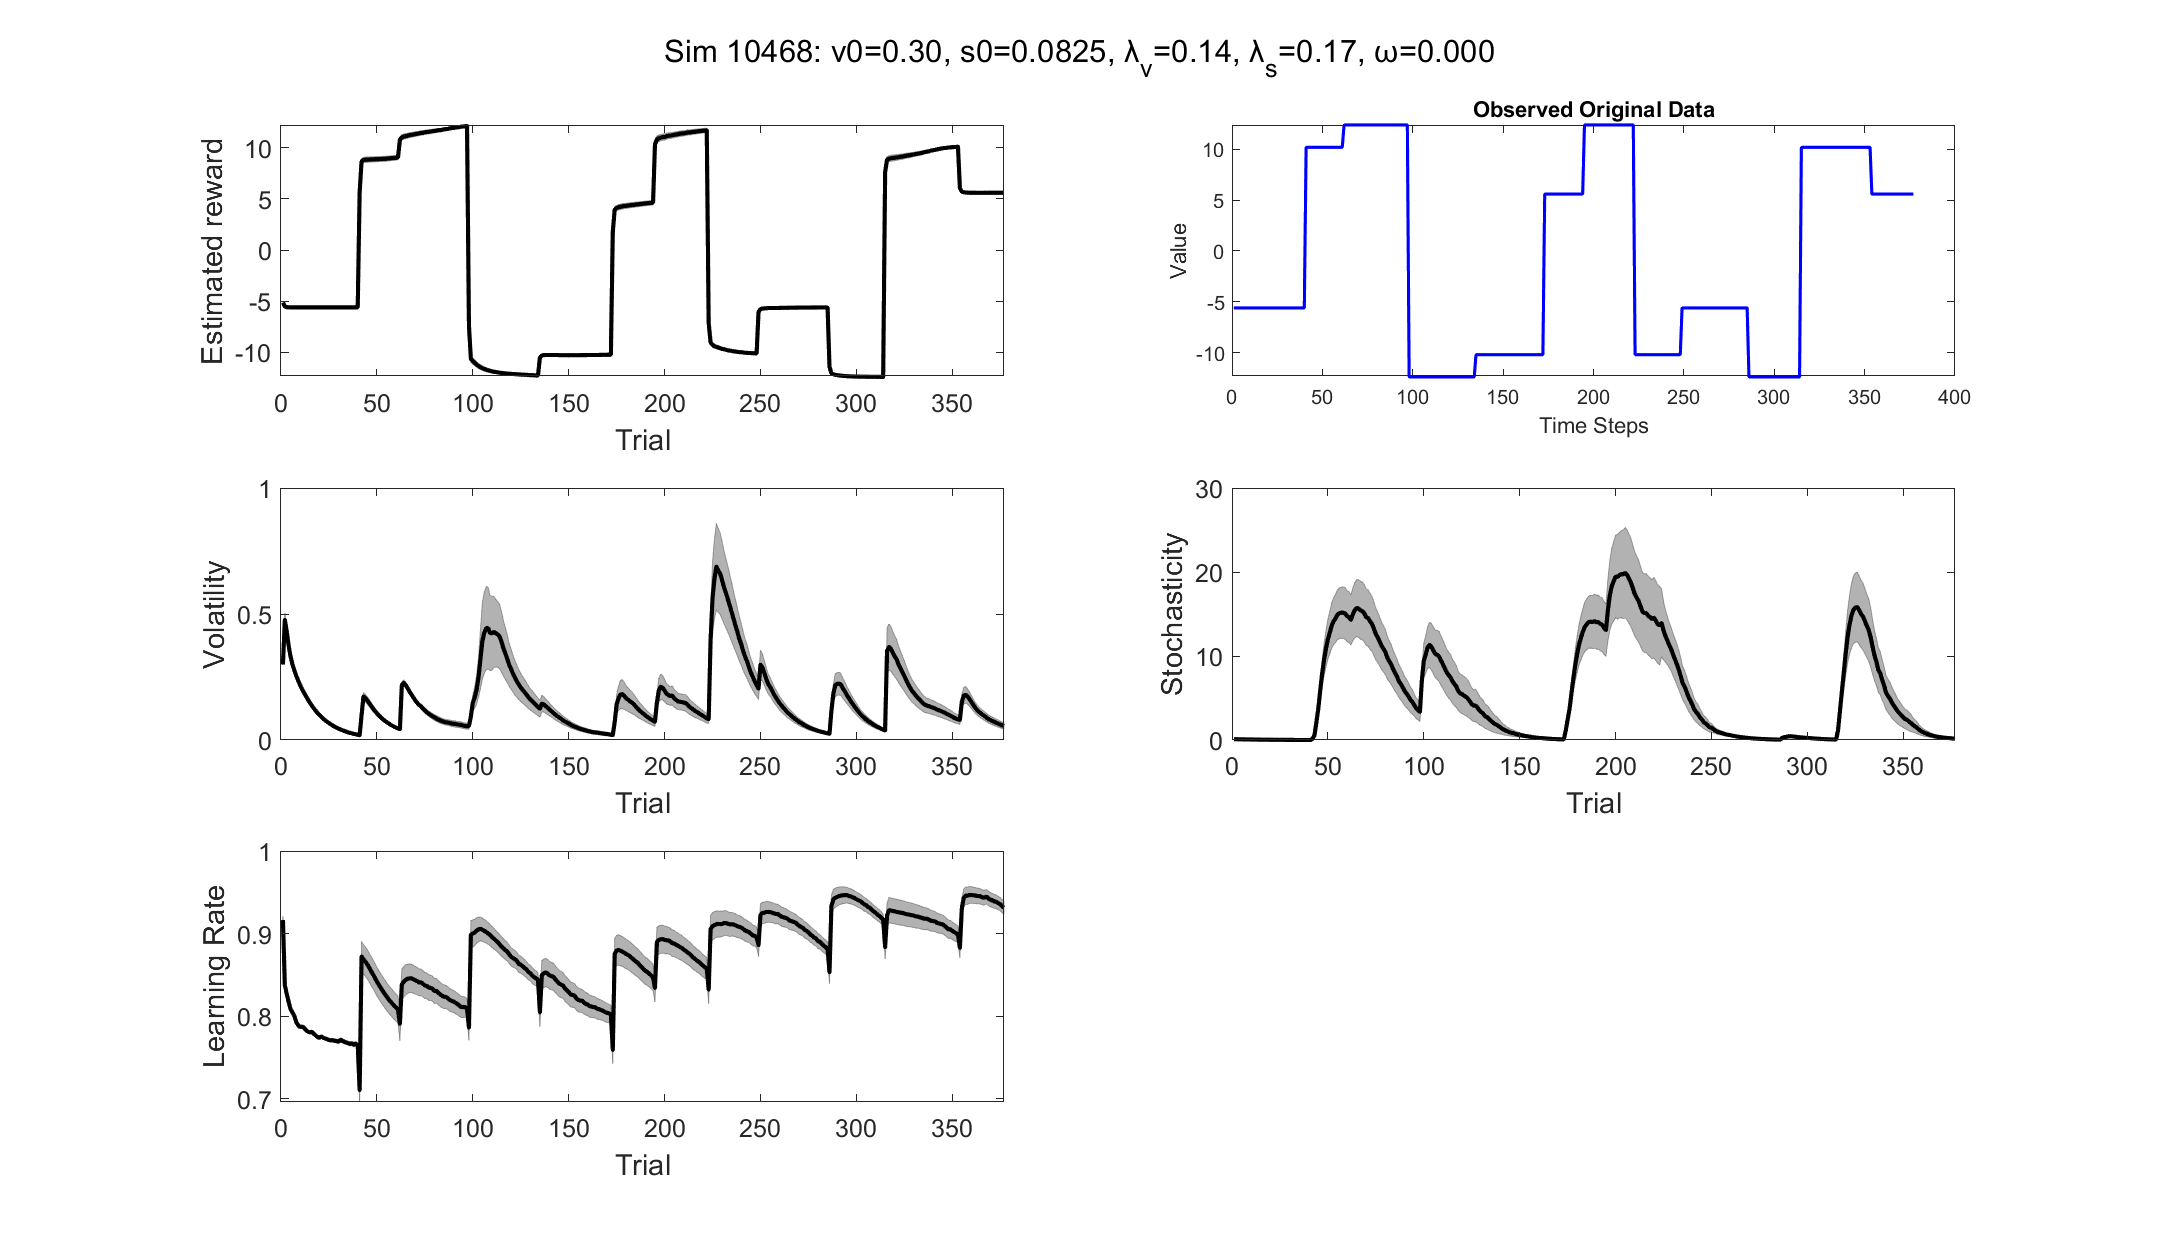 Sim 10468: v0=0.30, s0=0.0825, λ_v=0.14, λ_s=0.17, ω=0.000
Estimated reward
10
5
0
-5
-10
0 50 100 150 200 250 300 350
Trial
Observed Original Data
Value
10
5
0
-5
-10
0 50 100 150 200 250 300 350 400
Time Steps
Volatility
1
0.5
0
0 50 100 150 200 250 300 350
Trial
Stochasticity
30
20
10
0
0 50 100 150 200 250 300 350
Trial
Learning Rate
1
0.9
0.8
0.7
0 50 100 150 200 250 300 350
Trial